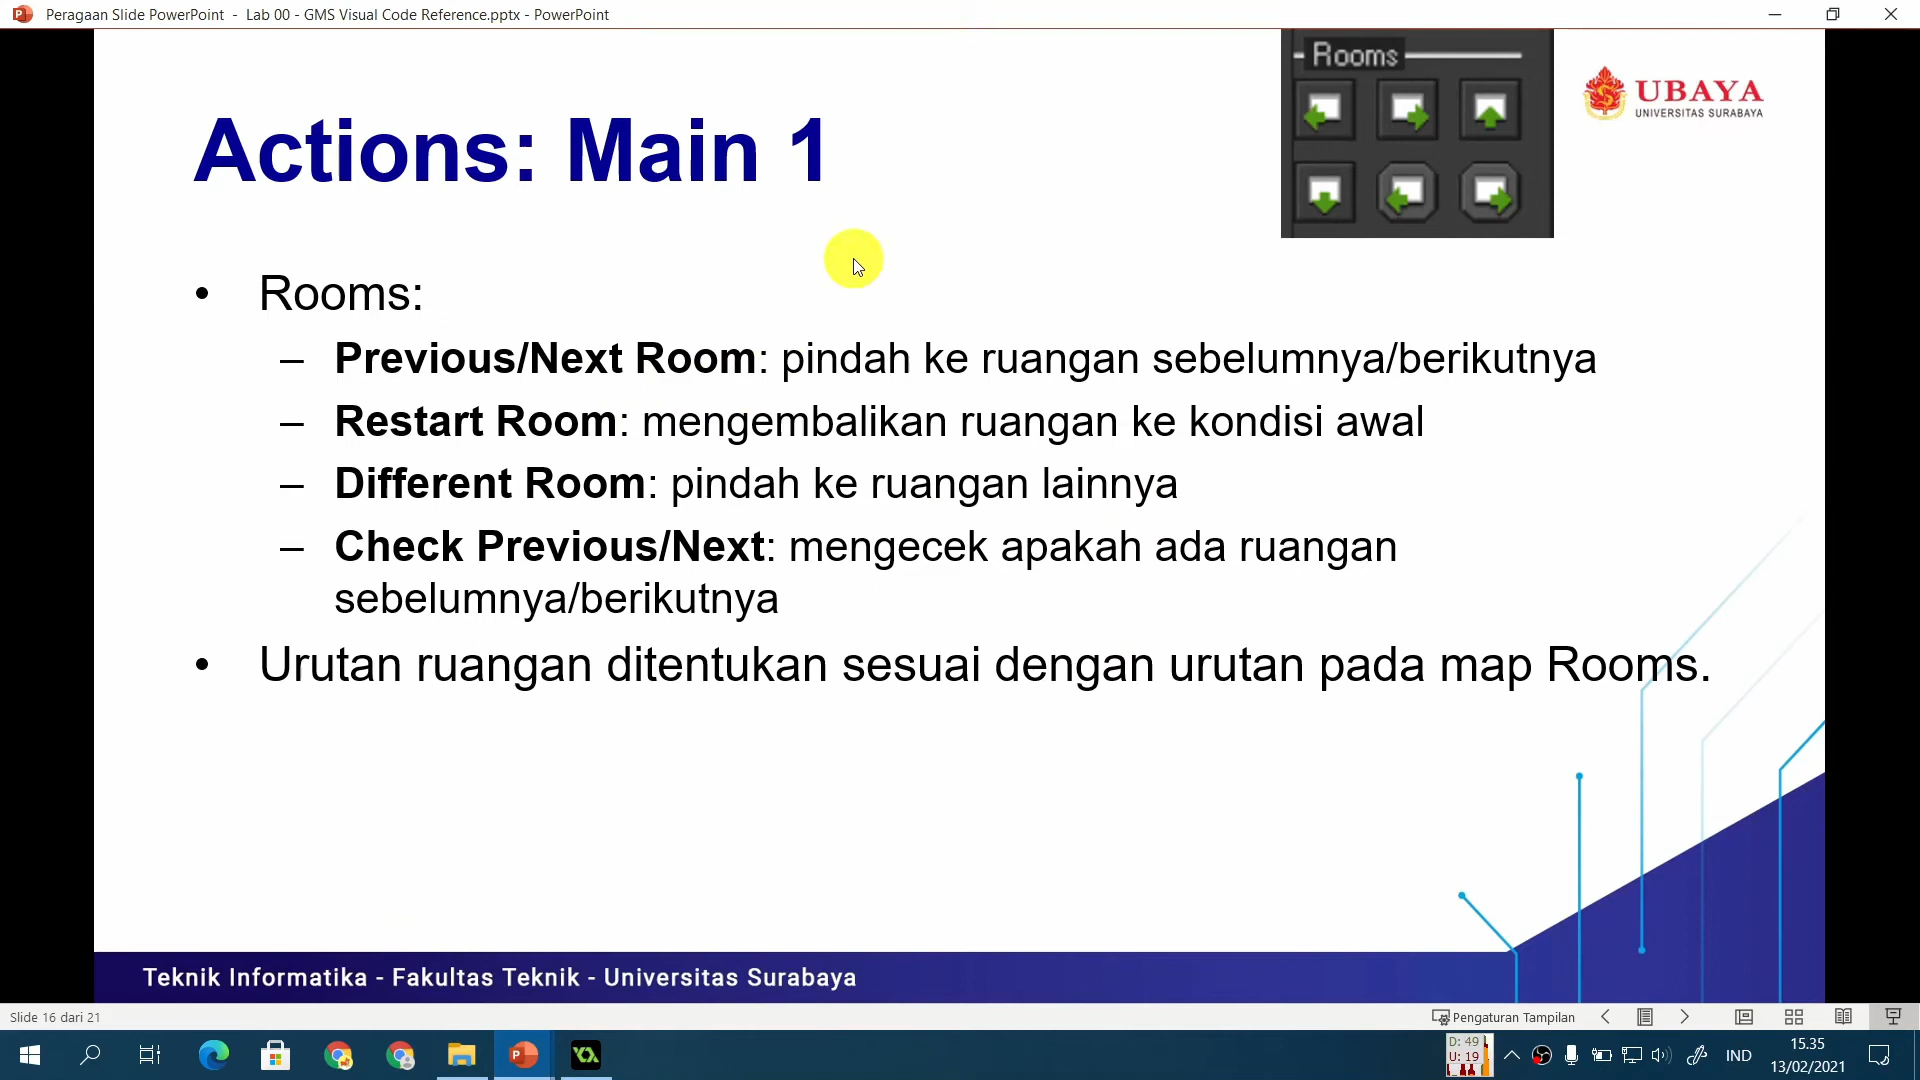 Peragaan Slide PowerPoint - Lab 00 - GMS Visual Code Reference.pptx - PowerPoint
Rooms
UBAYA
UNIVERSITAS SURABAYA
Actions: Main 1
• Rooms:
– Previous/Next Room: pindah ke ruangan sebelumnya/berikutnya
– Restart Room: mengembalikan ruangan ke kondisi awal
– Different Room: pindah ke ruangan lainnya
– Check Previous/Next: mengecek apakah ada ruangan
sebelumnya/berikutnya
• Urutan ruangan ditentukan sesuai dengan urutan pada map Rooms.
Teknik Informatika - Fakultas Teknik - Universitas Surabaya
Slide 16 dari 21
Pengaturan Tampilan
D: 49
U: 19
IND
15.35
13/02/2021